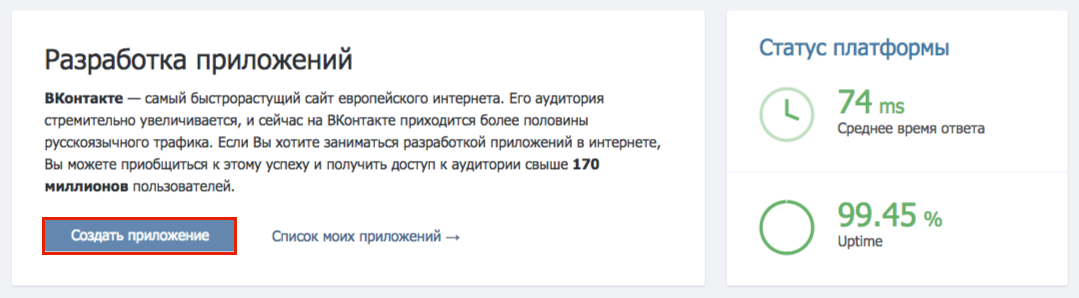 Разработка приложений
ВКонтакте — самый быстрорастущий сайт европейского интернета. Его аудитория
стремительно увеличивается, и сейчас на ВКонтакте приходится более половины
русскоязычного трафика. Если Вы хотите заниматься разработкой приложений в интернете,
Вы можете приобщиться к этому успеху и получить доступ к аудитории свыше 170
миллионов пользователей.
Создать приложение
Список моих приложений →
Статус платформы
74 ms
Среднее время ответа
99.45 %
Uptime